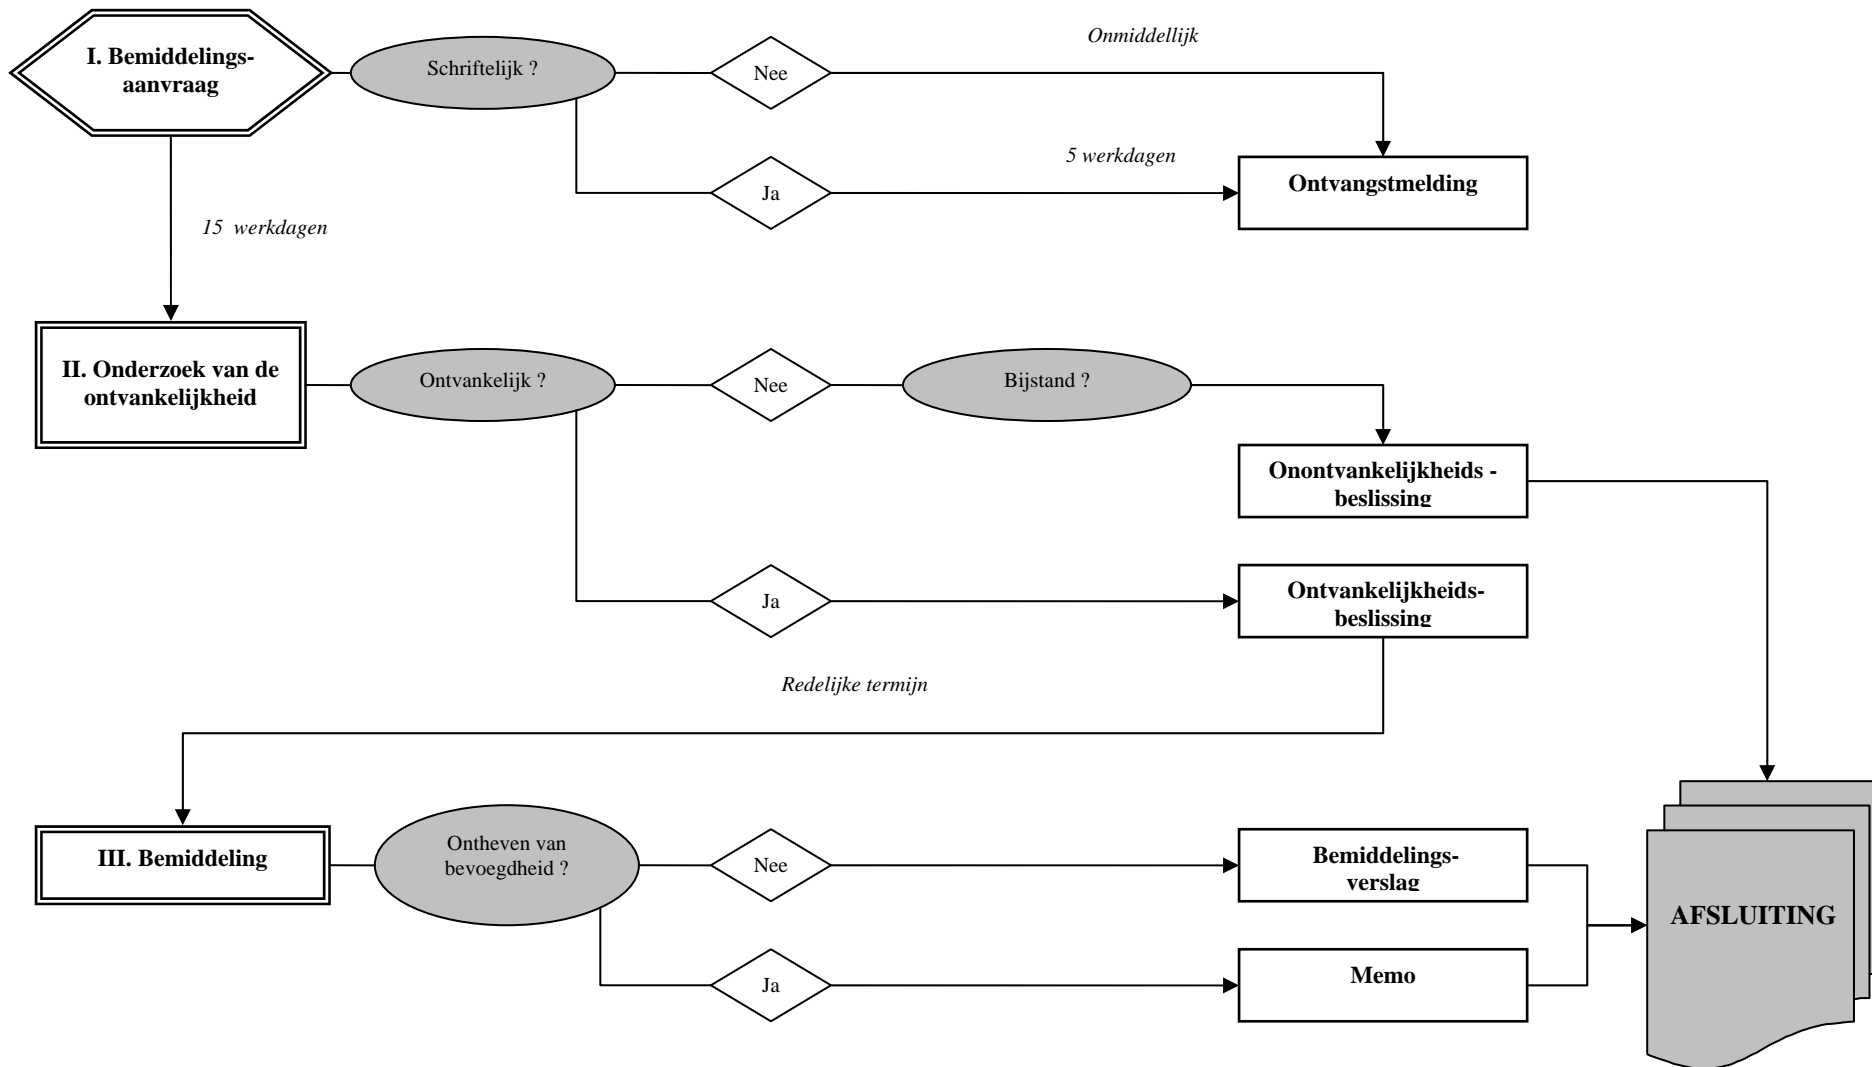 I. Bemiddelings-
aanvraag
Schriftelijk ?
Nee
Onmiddellijk
Ja
5 werkdagen
Ontvangstmelding
15 werkdagen
II. Onderzoek van de
ontvankelijkheid
Ontvankelijk ?
Nee
Bijstand ?
Onontvankelijkheids -
beslissing
Ja
Ontvankelijkheids-
beslissing
Redelijke termijn
III. Bemiddeling
Ontheven van
bevoegdheid ?
Nee
Bemiddelings-
verslag
Ja
Memo
AFSLUITING